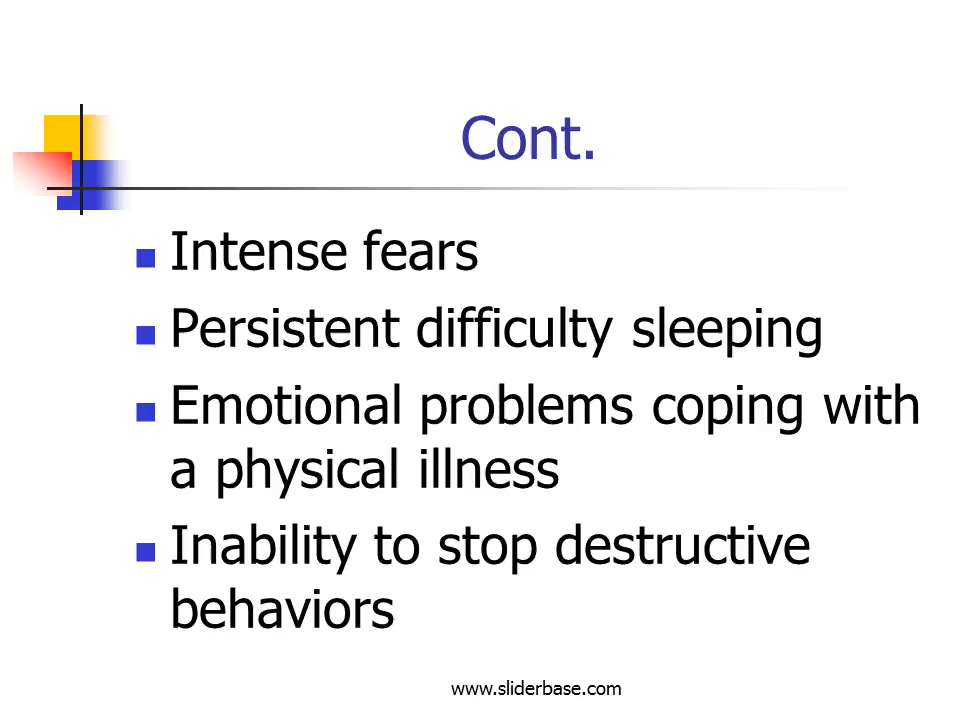 Cont.
Intense fears
Persistent difficulty sleeping
Emotional problems coping with
a physical illness
Inability to stop destructive
behaviors
www.sliderbase.com